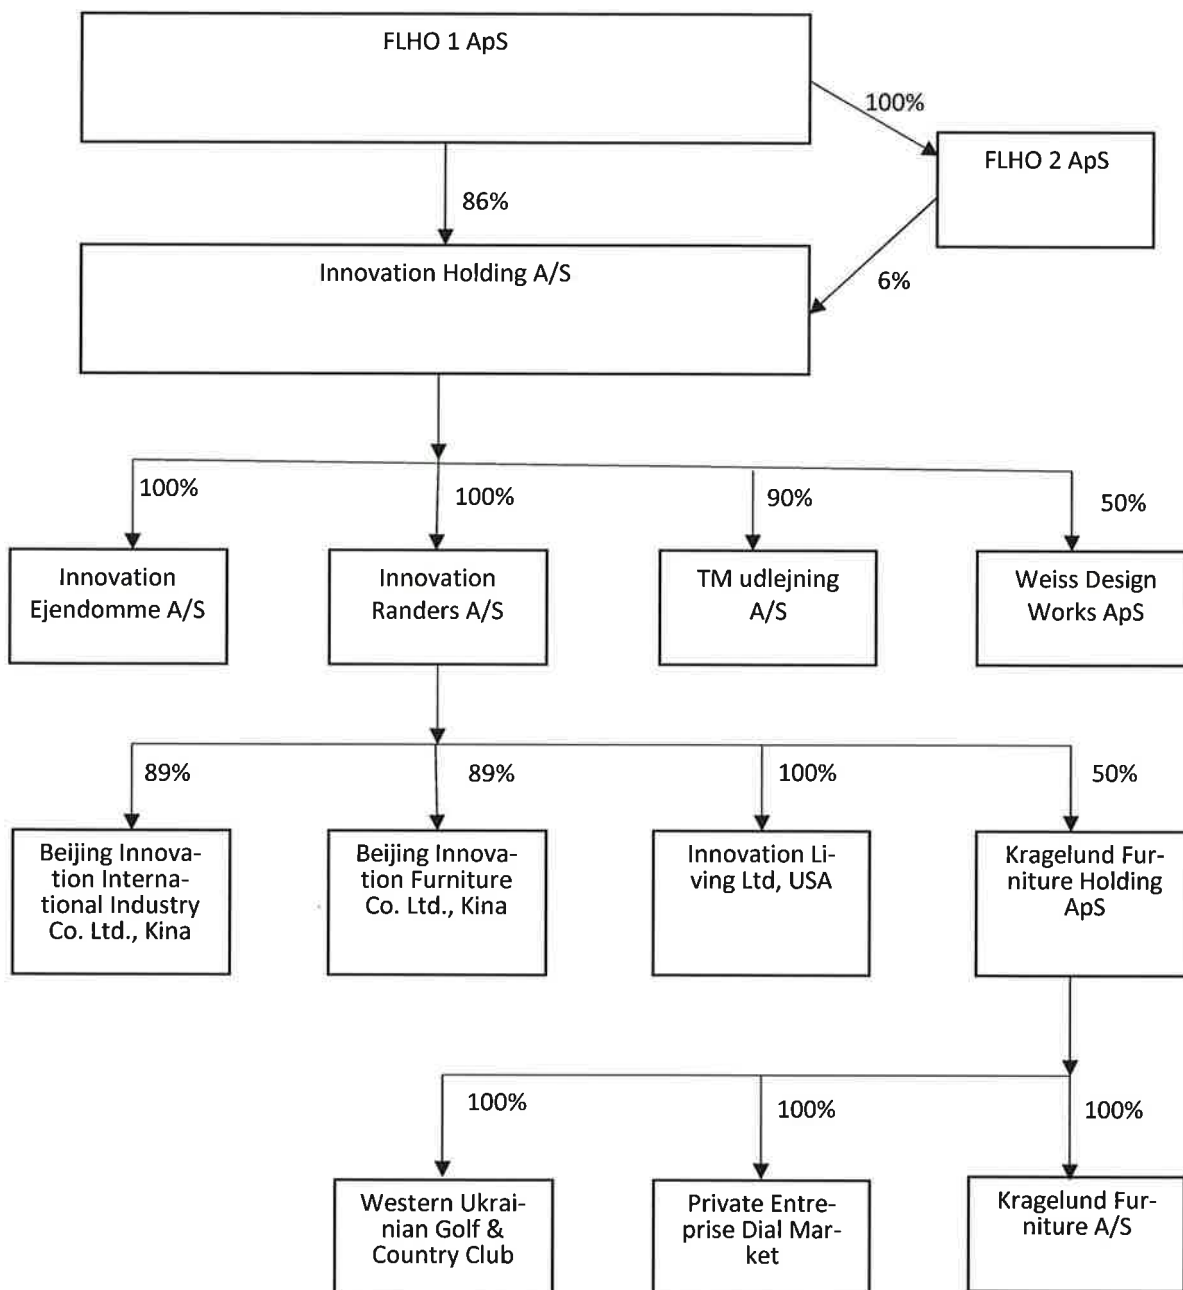 FLHO 1 ApS
100%
FLHO 2 ApS
86%
Innovation Holding A/S
6%
100%
100%
90%
50%
Innovation
Ejendomme A/S
Innovation
Randers A/S
TM udlejning
A/S
Weiss Design
Works ApS
89%
89%
100%
50%
Beijing Innova-
tion Interna-
tional Industry
Co. Ltd., Kina
Beijing Innova-
tion Furniture
Co. Ltd., Kina
Innovation Li-
ving Ltd, USA
Kragelund Fur-
niture Holding
ApS
100%
100%
100%
Western Ukrai-
nian Golf &
Country Club
Private Entre-
prise Dial Mar-
ket
Kragelund Fur-
niture A/S